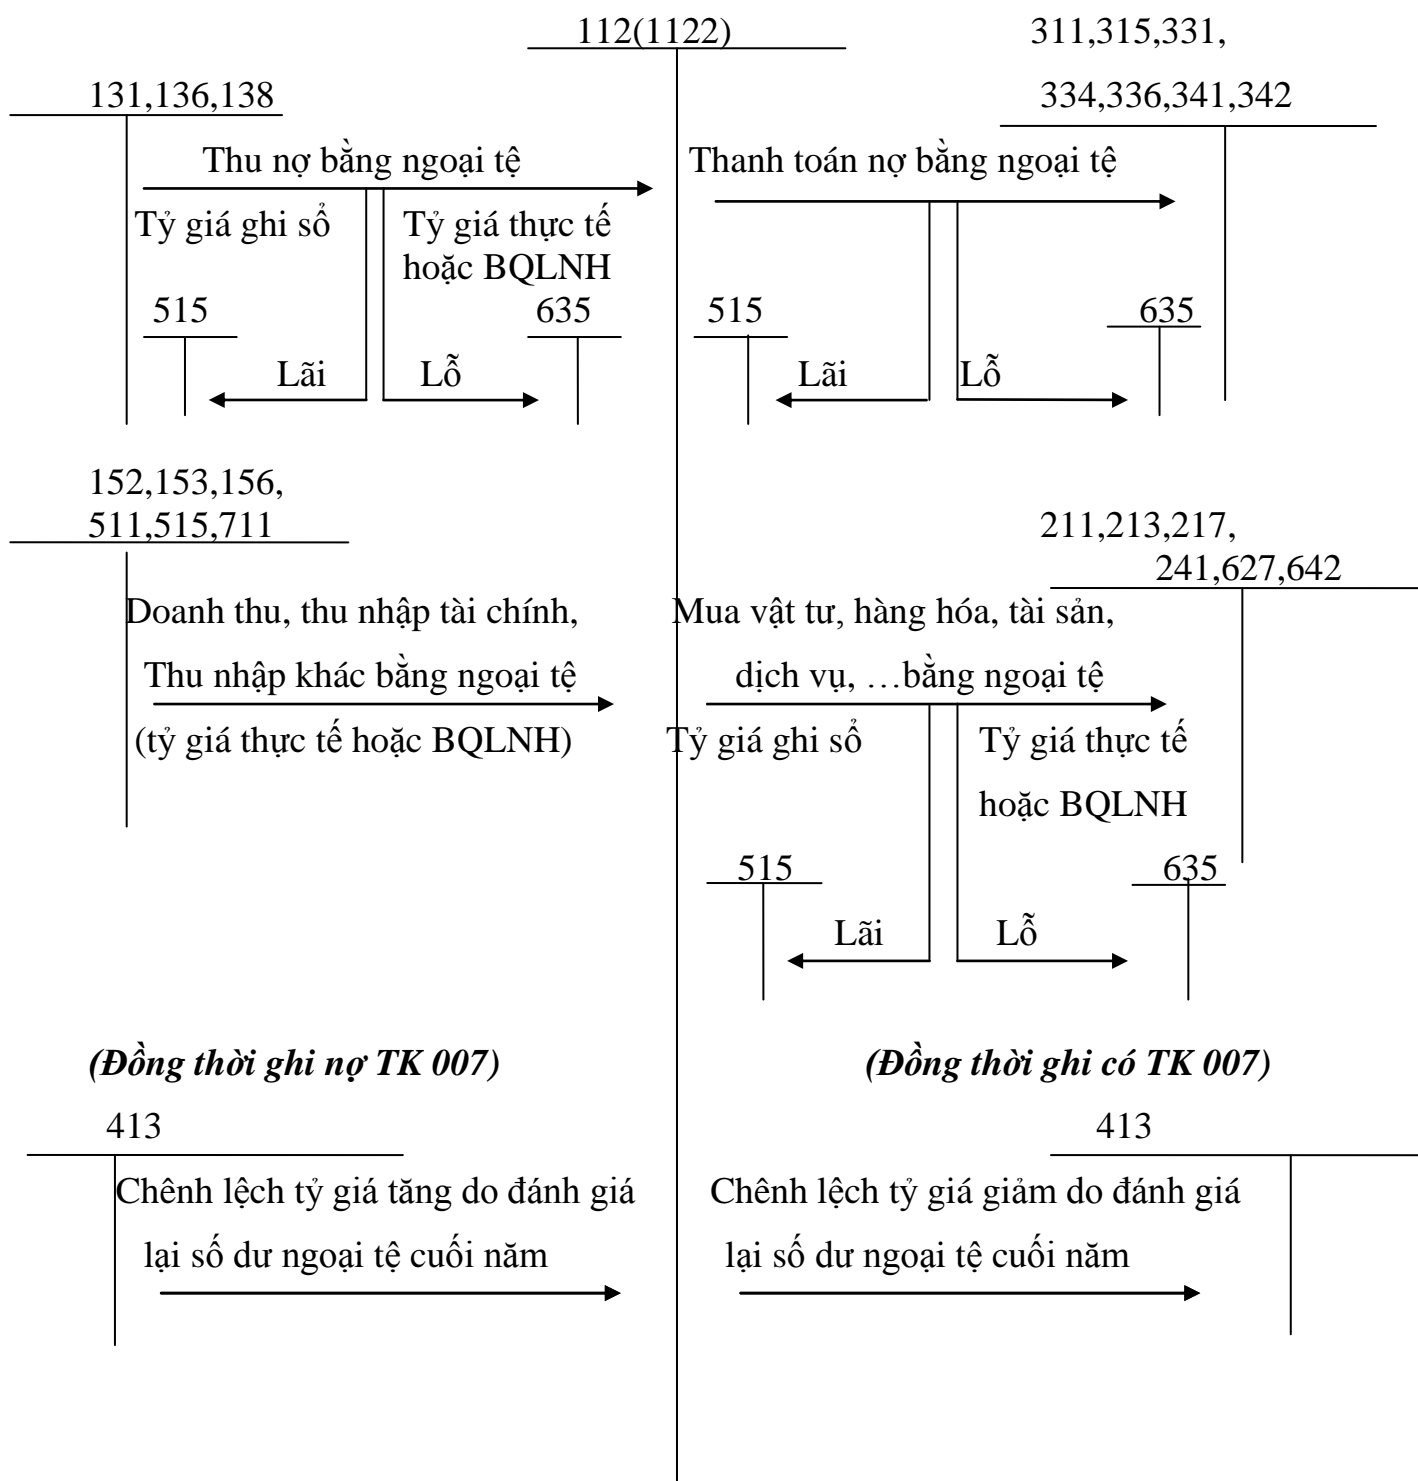 112(1122)
311,315,331,
131,136,138
334,336,341,342
Thu nợ bằng ngoại tệ
Thanh toán nợ bằng ngoại tệ
Tỷ giá ghi sổ
Tỷ giá thực tế
hoặc BQLNH
515
635
515
635
Lãi
Lỗ
Lãi
Lỗ
152,153,156,
511,515,711
211,213,217,
241,627,642
Doanh thu, thu nhập tài chính,
Thu nhập khác bằng ngoại tệ
(tỷ giá thực tế hoặc BQLNH)
Mua vật tư, hàng hóa, tài sản,
dịch vụ, …bằng ngoại tệ
Tỷ giá ghi sổ
Tỷ giá thực tế
hoặc BQLNH
515
635
Lãi
Lỗ
(Đồng thời ghi nợ TK 007)
(Đồng thời ghi có TK 007)
413
413
Chênh lệch tỷ giá tăng do đánh giá
lại số dư ngoại tệ cuối năm
Chênh lệch tỷ giá giảm do đánh giá
lại số dư ngoại tệ cuối năm